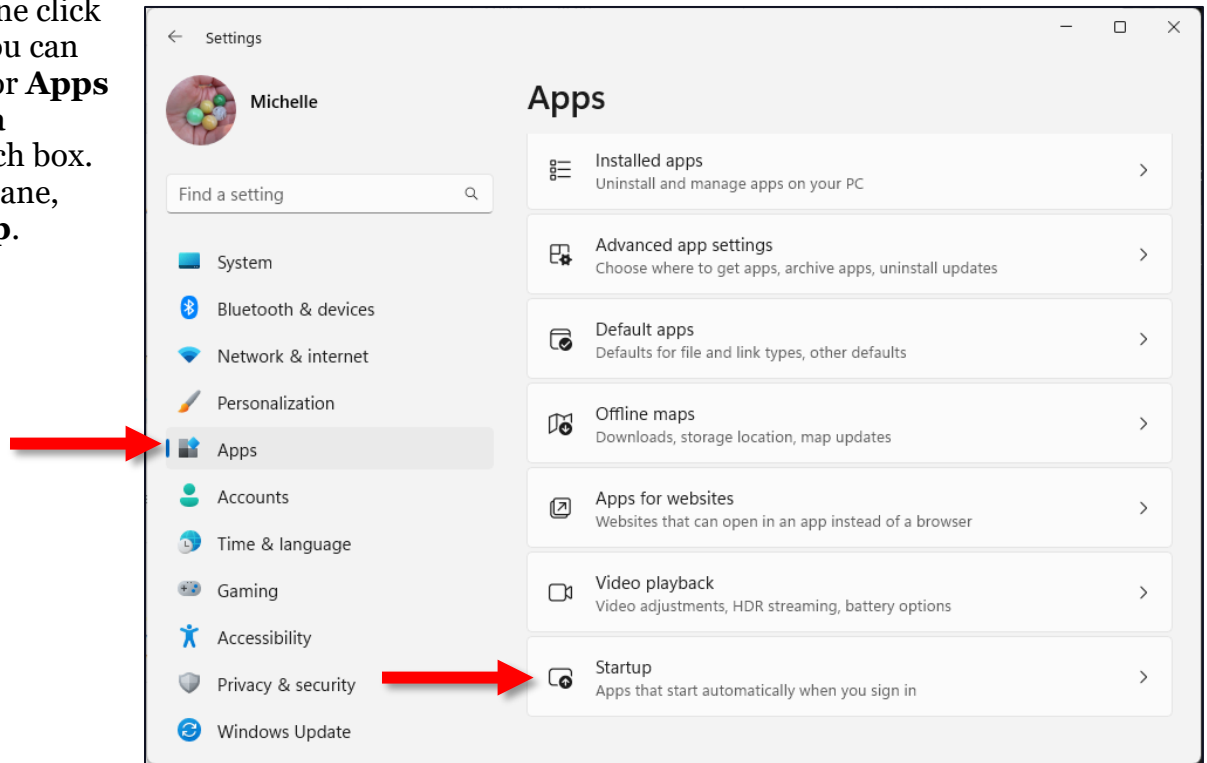 ne click
ou can
or Apps
a
ch box.
ane,
p.
Settings
Michelle
Find a setting
System
Bluetooth & devices
Network & internet
Personalization
Apps
Accounts
Time & language
Gaming
Accessibility
Privacy & security
Windows Update
Apps
Installed apps
Uninstall and manage apps on your PC
Advanced app settings
Choose where to get apps, archive apps, uninstall updates
Default apps
Defaults for file and link types, other defaults
Offline maps
Downloads, storage location, map updates
Apps for websites
Websites that can open in an app instead of a browser
Video playback
Video adjustments, HDR streaming, battery options
Startup
Apps that start automatically when you sign in